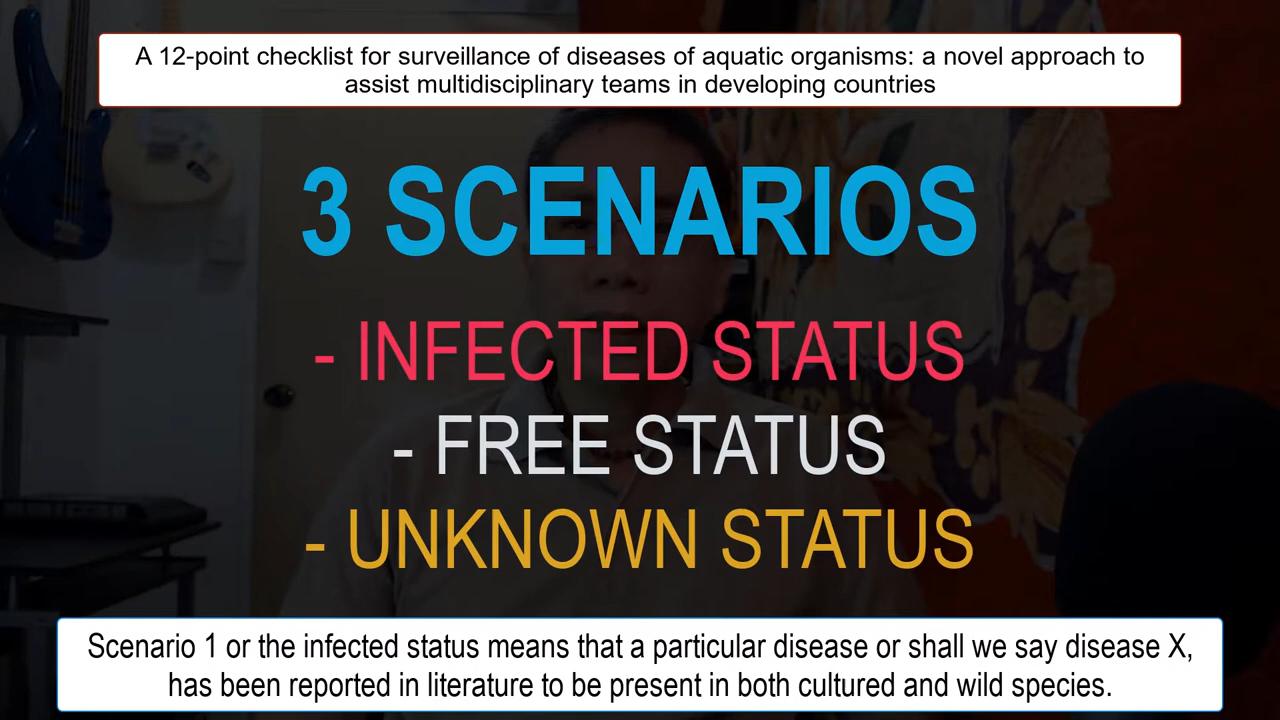 A 12-point checklist for surveillance of diseases of aquatic organisms: a novel approach to
assist multidisciplinary teams in developing countries
3 SCENARIOS
- INFECTED STATUS
- FREE STATUS
- UNKNOWN STATUS
Scenario 1 or the infected status means that a particular disease or shall we say disease X,
has been reported in literature to be present in both cultured and wild species.